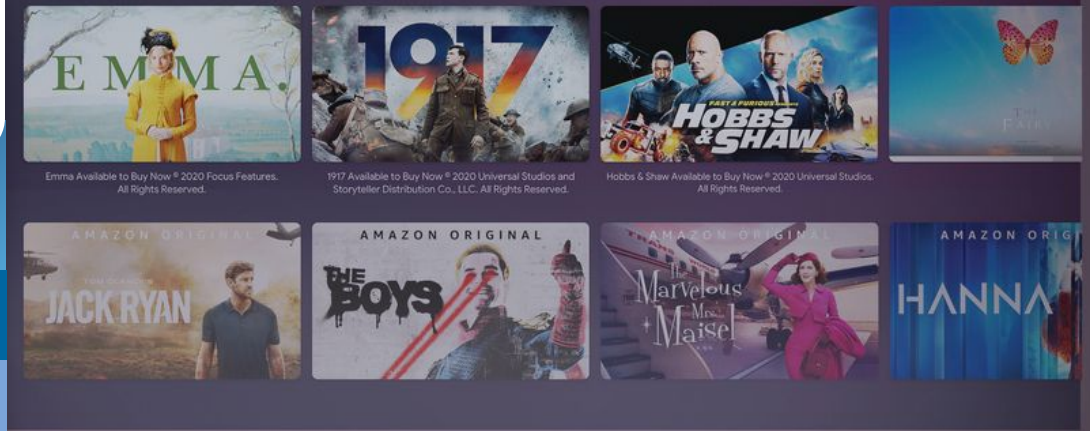 EMMA.
1917
FAST & FURIOUS
HOBBS
& SHAW
Emma Available to Buy Now © 2020 Focus Features.
All Rights Reserved.
1917 Available to Buy Now © 2020 Universal Studios and
Storyteller Distribution Co., LLC. All Rights Reserved.
Hobbs & Shaw Available to Buy Now © 2020 Universal Studios.
All Rights Reserved.
AMAZON ORIGINAL
JACK RYAN
AMAZON ORIGINAL
THE
BOYS
AMAZON ORIGINAL
The
Marvelous
Mrs.
Maisel
AMAZON ORIG
HANNA